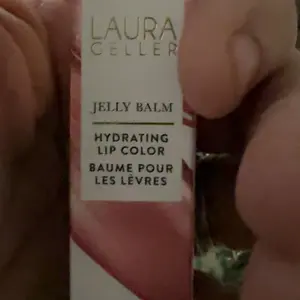 LAURA
GELLER
JELLY BALM
HYDRATING
LIP COLOR
BAUME POUR
LES LÈVRES